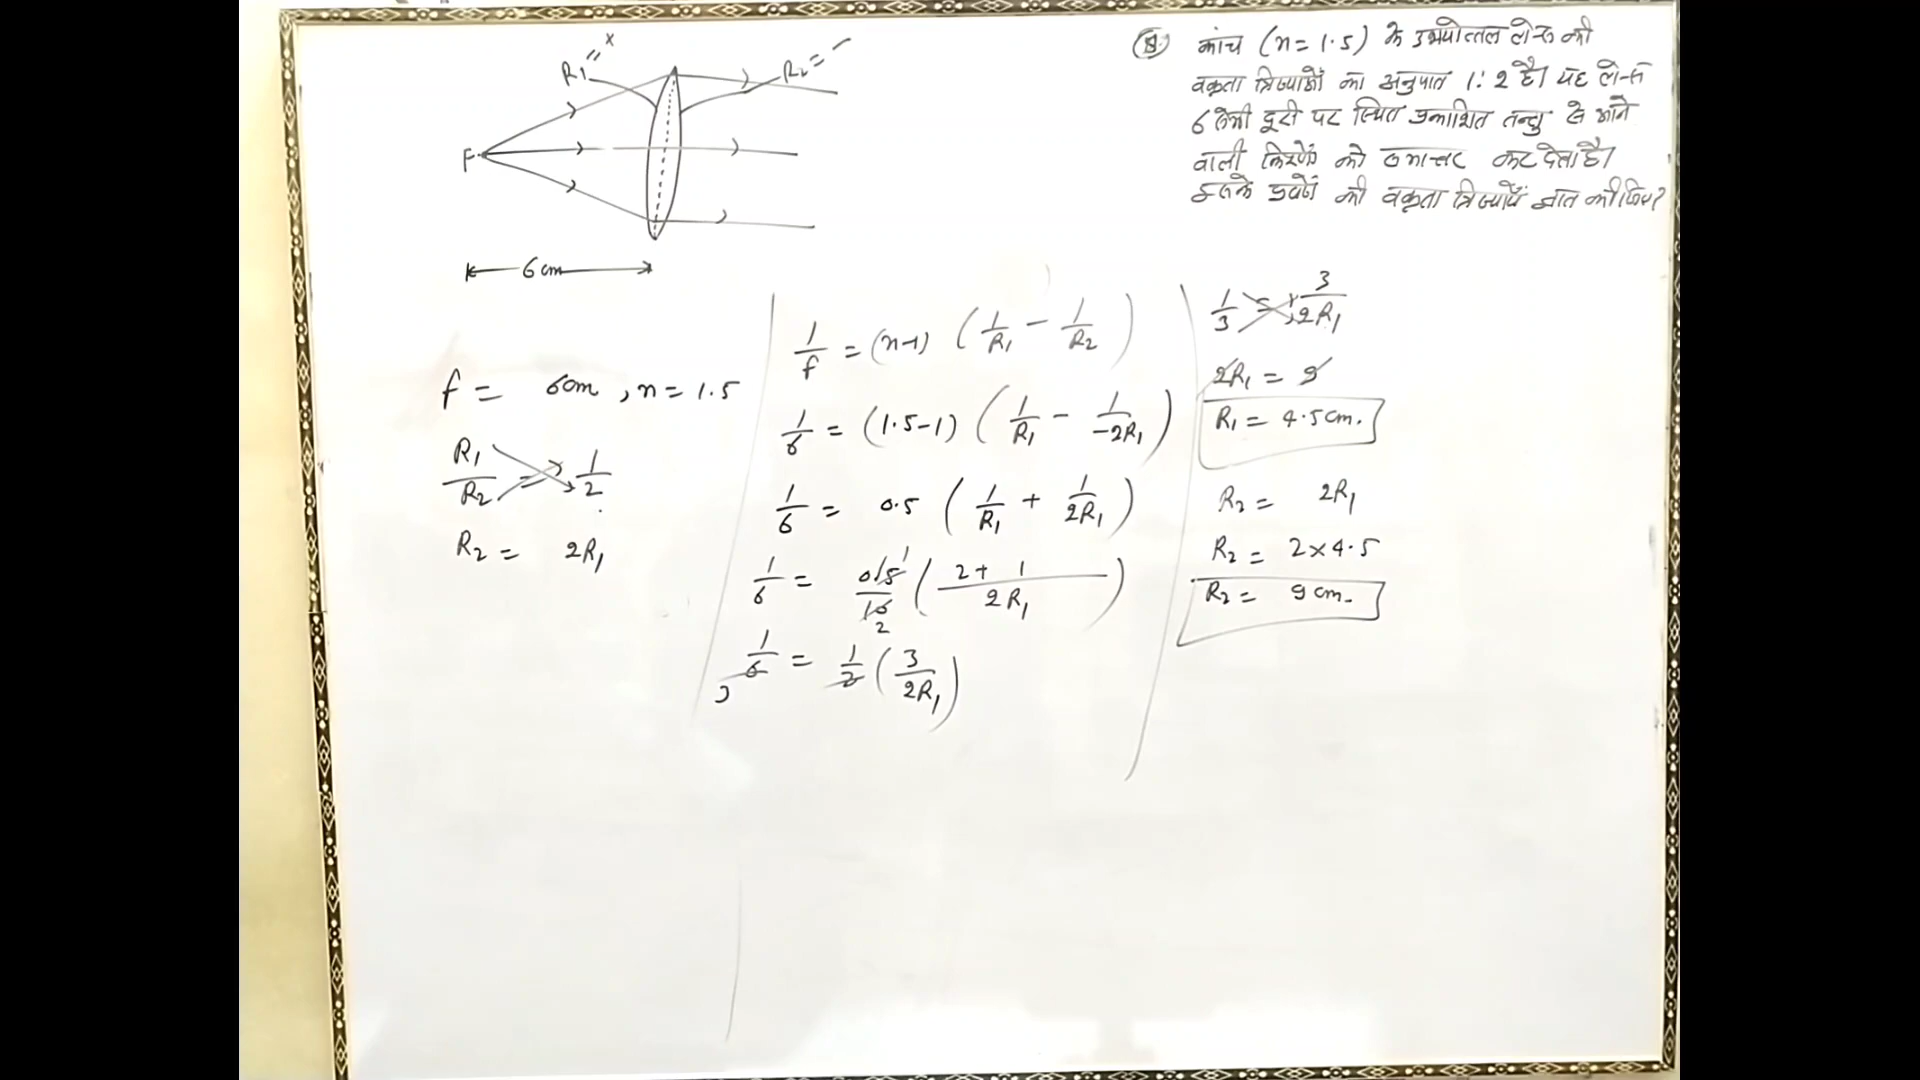 Q. कांच (n = 1.5) के उभयोत्तल लेन्स की
वक्रता त्रिज्याओं का अनुपात 1:2 है। यह लेन्स
6 सेमी दूरी पर स्थित प्रकाशित तन्तु से आने
वाली किरणों को समान्तर कर देता है।
इसके पृष्ठों की वक्रता त्रिज्यायें ज्ञात कीजिए?
R₁ =
R₂ = -
F
6 cm
f = 6cm , n = 1.5
R₁/R₂ = 1/2
R₂ = 2R₁
1/f = (n-1) (1/R₁ - 1/R₂)
1/6 = (1.5-1) (1/R₁ - 1/-2R₁)
1/6 = 0.5 (1/R₁ + 1/2R₁)
1/6 = 05/10 (2+1/2R₁)
1/6 = 1/2 (3/2R₁)
1/3 = 3/2R₁
2R₁ = 9
R₁ = 4.5cm.
R₂ = 2R₁
R₂ = 2×4.5
R₂ = 9cm.